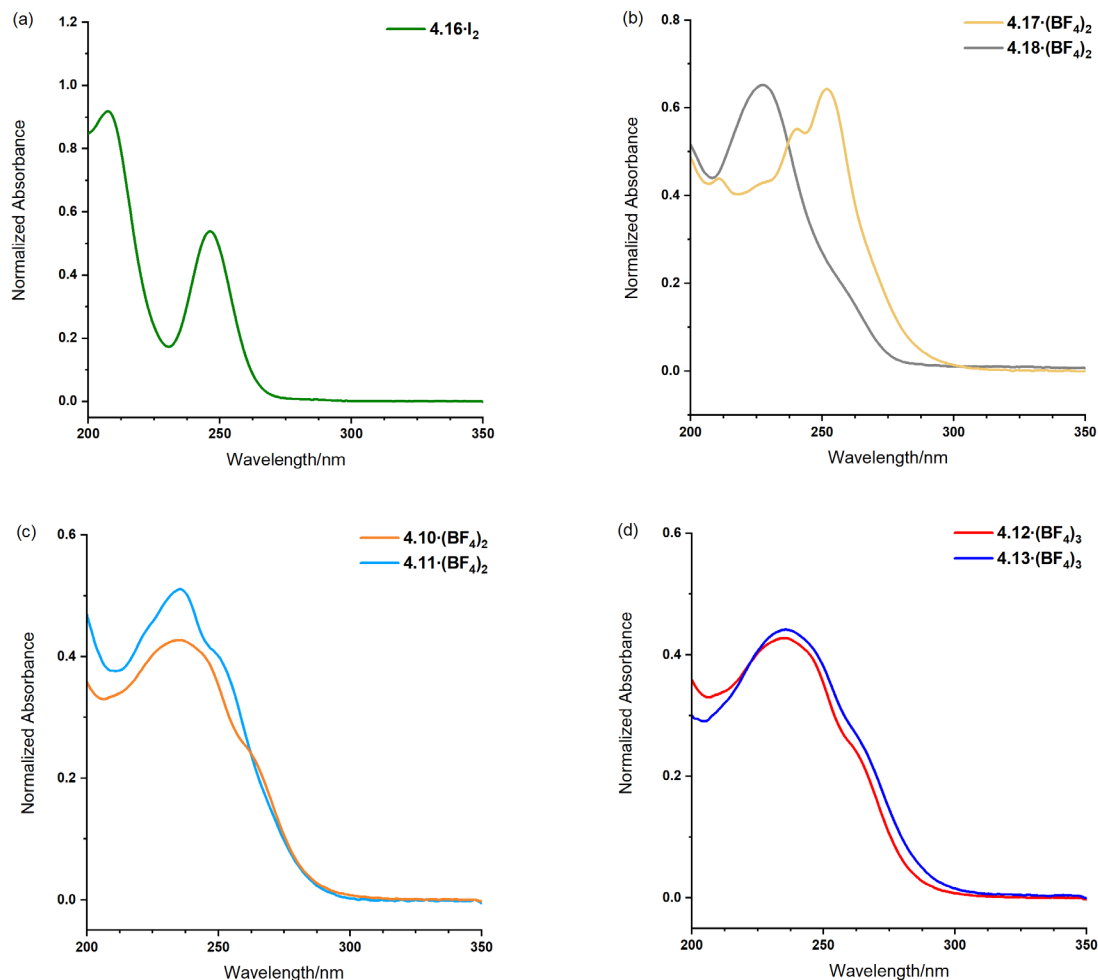 (a)
4.16·I₂
1.2
1.0
0.8
0.6
0.4
0.2
0.0
Normalized Absorbance
200 250 300 350
Wavelength/nm
(b)
4.17·(BF₄)₂
4.18·(BF₄)₂
0.8
0.6
0.4
0.2
0.0
Normalized Absorbance
200 250 300 350
Wavelength/nm
(c)
4.10·(BF₄)₂
4.11·(BF₄)₂
0.6
0.4
0.2
0.0
Normalized Absorbance
200 250 300 350
Wavelength/nm
(d)
4.12·(BF₄)₃
4.13·(BF₄)₃
0.6
0.4
0.2
0.0
Normalized Absorbance
200 250 300 350
Wavelength/nm